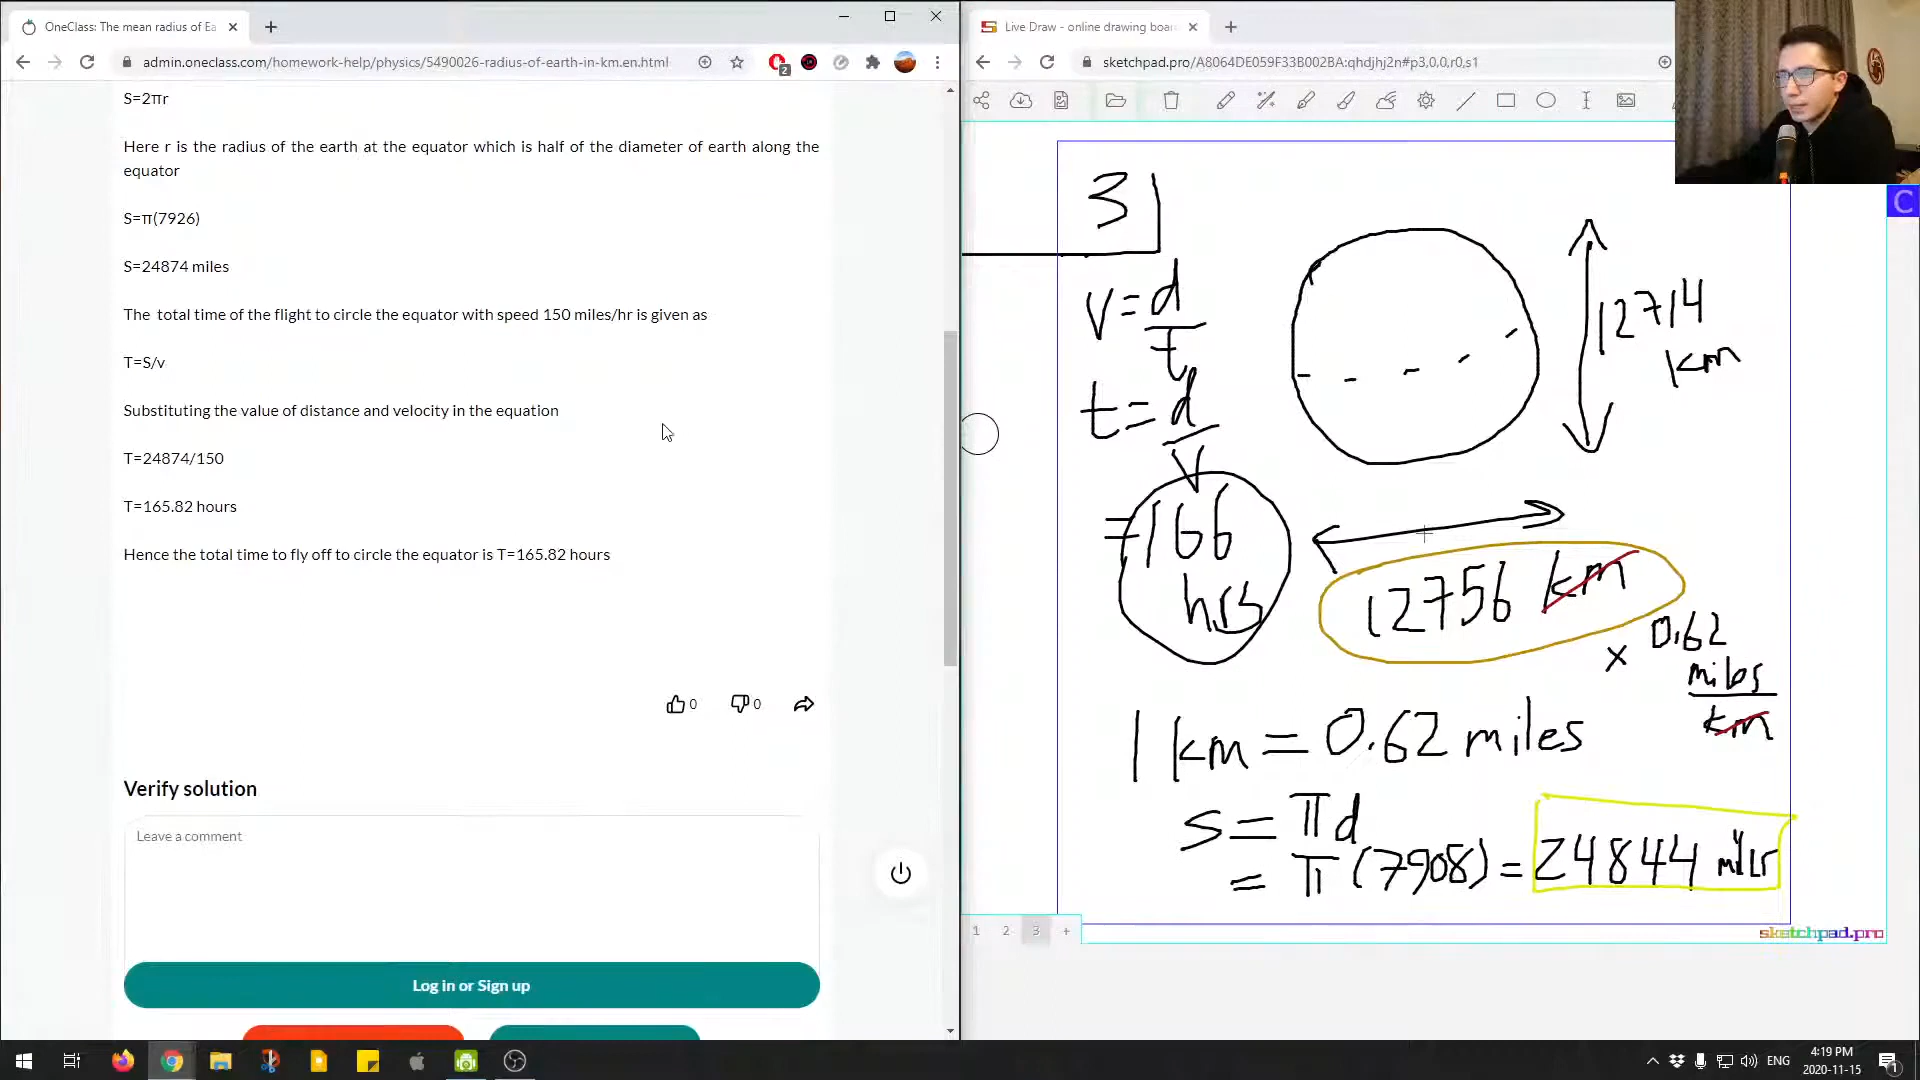 OneClass: The mean radius of Ea
admin.oneclass.com/homework-help/physics/5490026-radius-of-earth-in-km.en.html
2
S=2πr
Here r is the radius of the earth at the equator which is half of the diameter of earth along the
equator
S=π(7926)
S=24874 miles
The total time of the flight to circle the equator with speed 150 miles/hr is given as
T=S/v
Substituting the value of distance and velocity in the equation
T=24874/150
T=165.82 hours
Hence the total time to fly off to circle the equator is T=165.82 hours
0
0
Verify solution
Leave a comment
Log in or Sign up
Live Draw - online drawing boar
sketchpad.pro/A8064DE059F33B002BA:qhdjhj2n#p3,0,0,r0,s1
C
3
v = d
t
t = d
v
= 166
hrs
12714
km
12756 km
x 0.62
miles
km
1 km = 0.62 miles
s = πd
= π (7908) = 24844 miles
1 2 3 +
sketchpad.pro
ENG
4:19 PM
2020-11-15
1